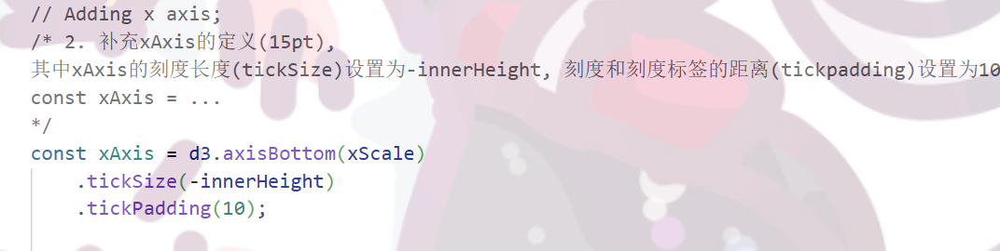 // Adding x axis;
/* 2. 补充xAxis的定义(15pt),
其中xAxis的刻度长度(tickSize)设置为-innerHeight, 刻度和刻度标签的距离(tickpadding)设置为10
const xAxis = ...
*/
const xAxis = d3.axisBottom(xScale)
    .tickSize(-innerHeight)
    .tickPadding(10);